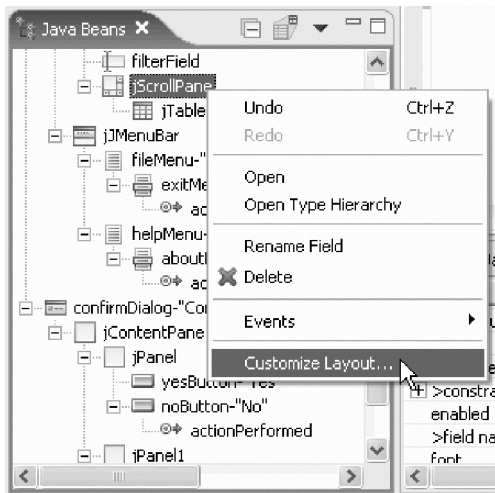 Java Beans
filterField
jScrollPane
jTable
jJMenuBar
fileMenu-"
exitMe
ac
helpMenu-
about
ac
confirmDialog-"Co
jContentPane
jPanel
yesButton-"Yes"
noButton-"No"
actionPerformed
jPanel1
Undo Ctrl+Z
Redo Ctrl+Y
Open
Open Type Hierarchy
Rename Field
Delete
Events
Customize Layout...
>constra
enabled
>field na
font